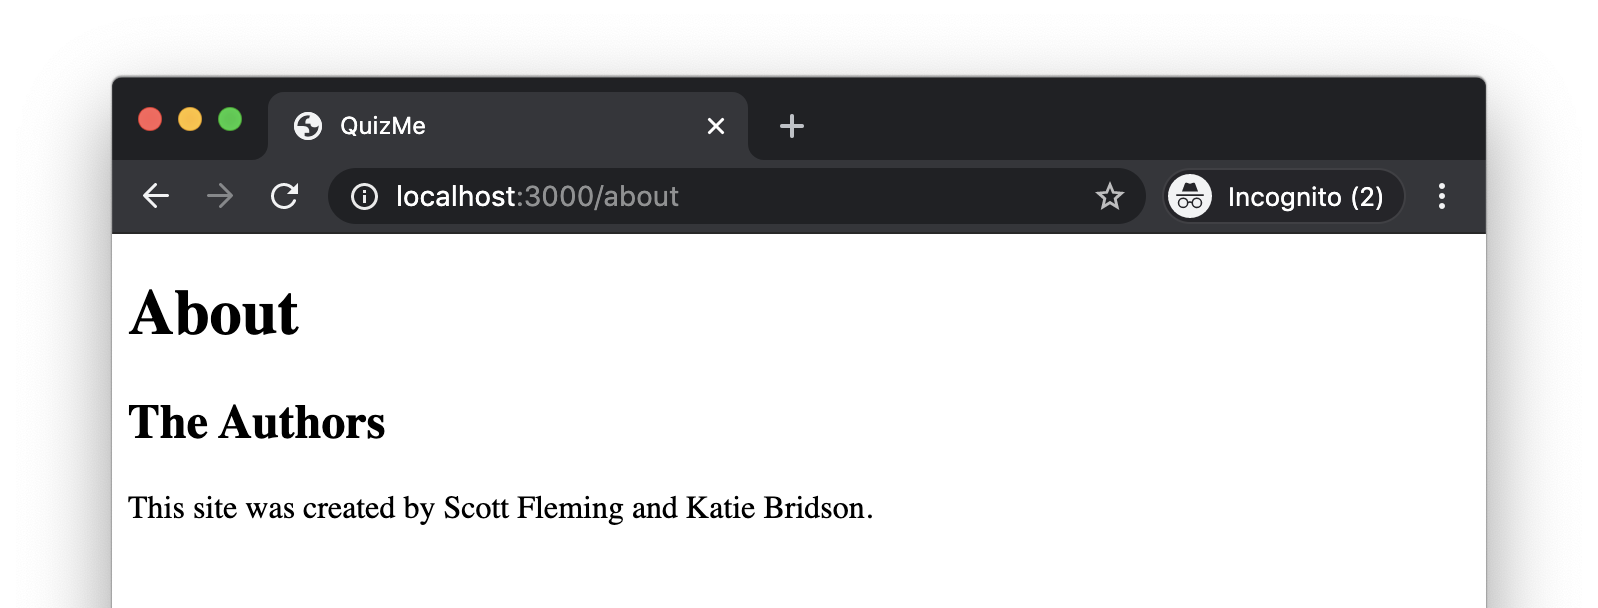 QuizMe
localhost:3000/about
Incognito (2)
About
The Authors
This site was created by Scott Fleming and Katie Bridson.